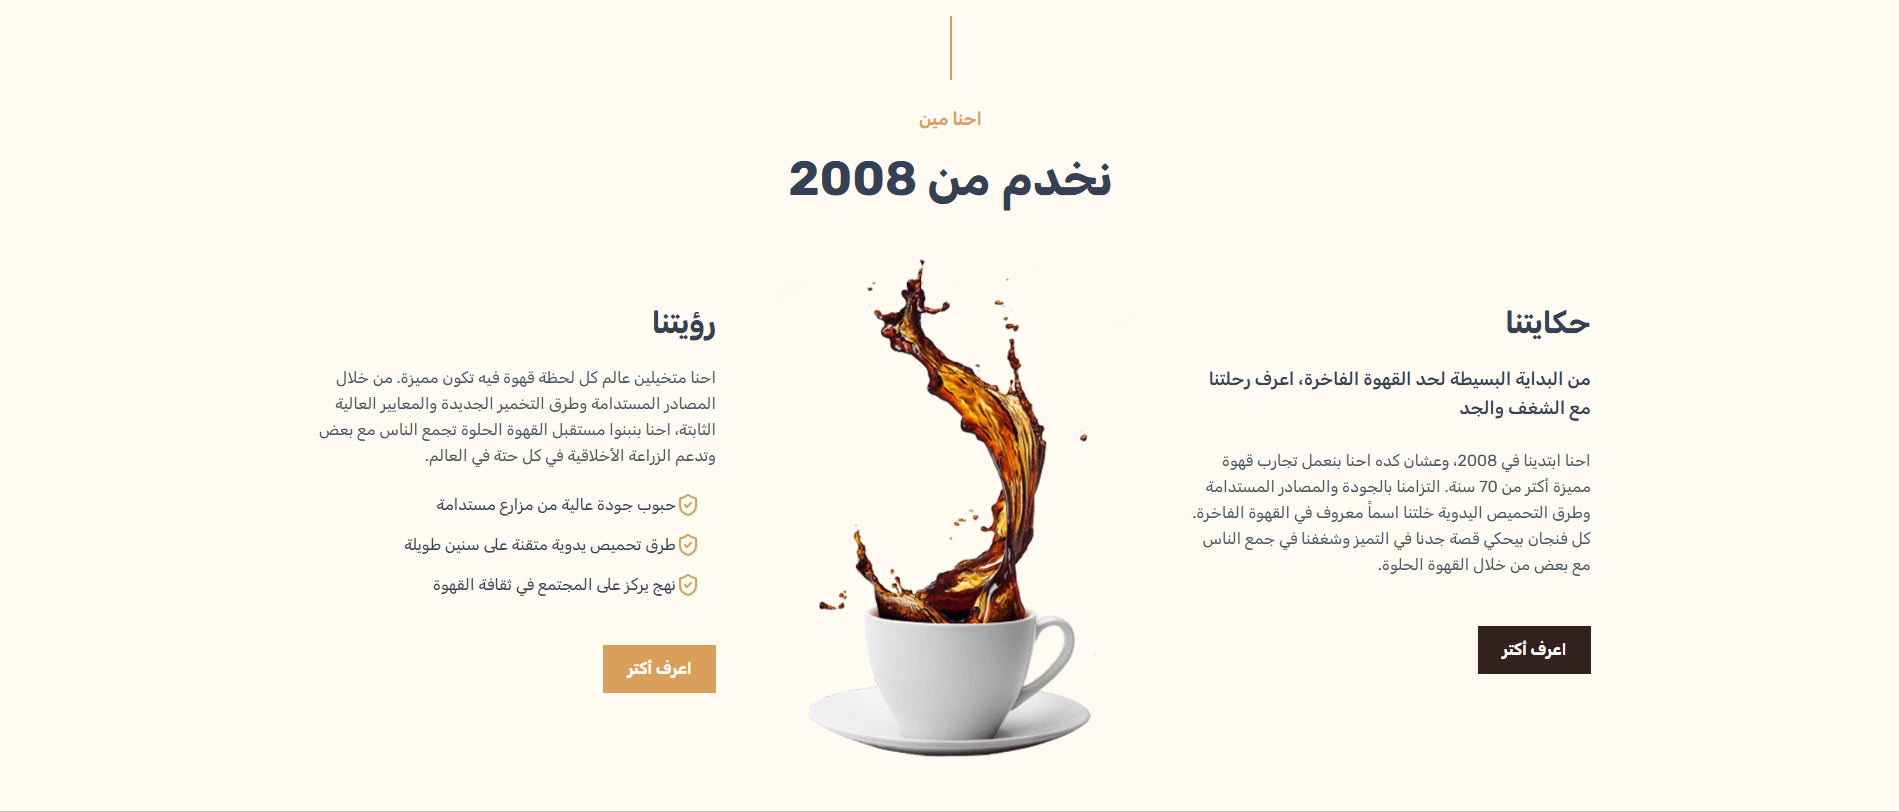 احنا مين
نخدم من 2008
حكايتنا
من البداية البسيطة لحد القهوة الفاخرة، اعرف رحلتنا
مع الشغف والجد
احنا ابتدينا في 2008، وعشان كده احنا بنعمل تجارب قهوة
مميزة أكتر من 70 سنة. التزامنا بالجودة والمصادر المستدامة
وطرق التحميص اليدوية خلتنا اسماً معروف في القهوة الفاخرة.
كل فنجان بيحكي قصة جدنا في التميز وشغفنا في جمع الناس
مع بعض من خلال القهوة الحلوة.
اعرف أكتر
رؤيتنا
احنا متخيلين عالم كل لحظة قهوة فيه تكون مميزة. من خلال
المصادر المستدامة وطرق التخمير الجديدة والمعايير العالية
الثابتة، احنا بنبنوا مستقبل القهوة الحلوة تجمع الناس مع بعض
وتدعم الزراعة الأخلاقية في كل حتة في العالم.
حبوب جودة عالية من مزارع مستدامة
طرق تحميص يدوية متقنة على سنين طويلة
نهج يركز على المجتمع في ثقافة القهوة
اعرف أكتر